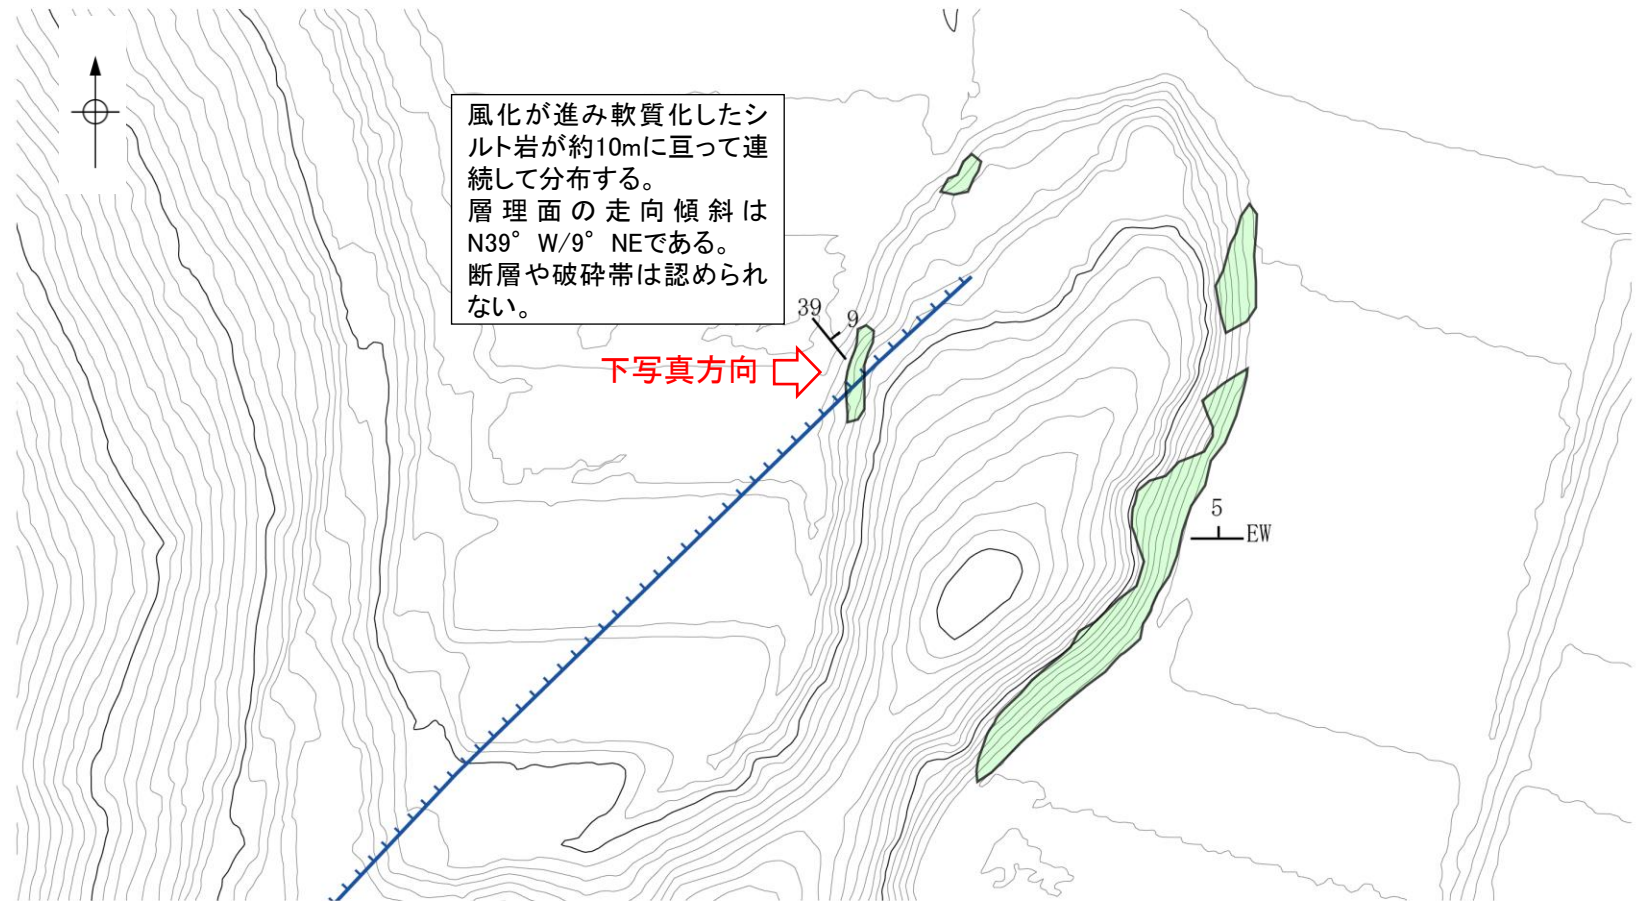 風化が進み軟質化したシ
ルト岩が約10mに亘って連
続して分布する。
層理面の走向傾斜は
N39° W/9° NEである。
断層や破砕帯は認められ
ない。
39
9
下写真方向
5
EW